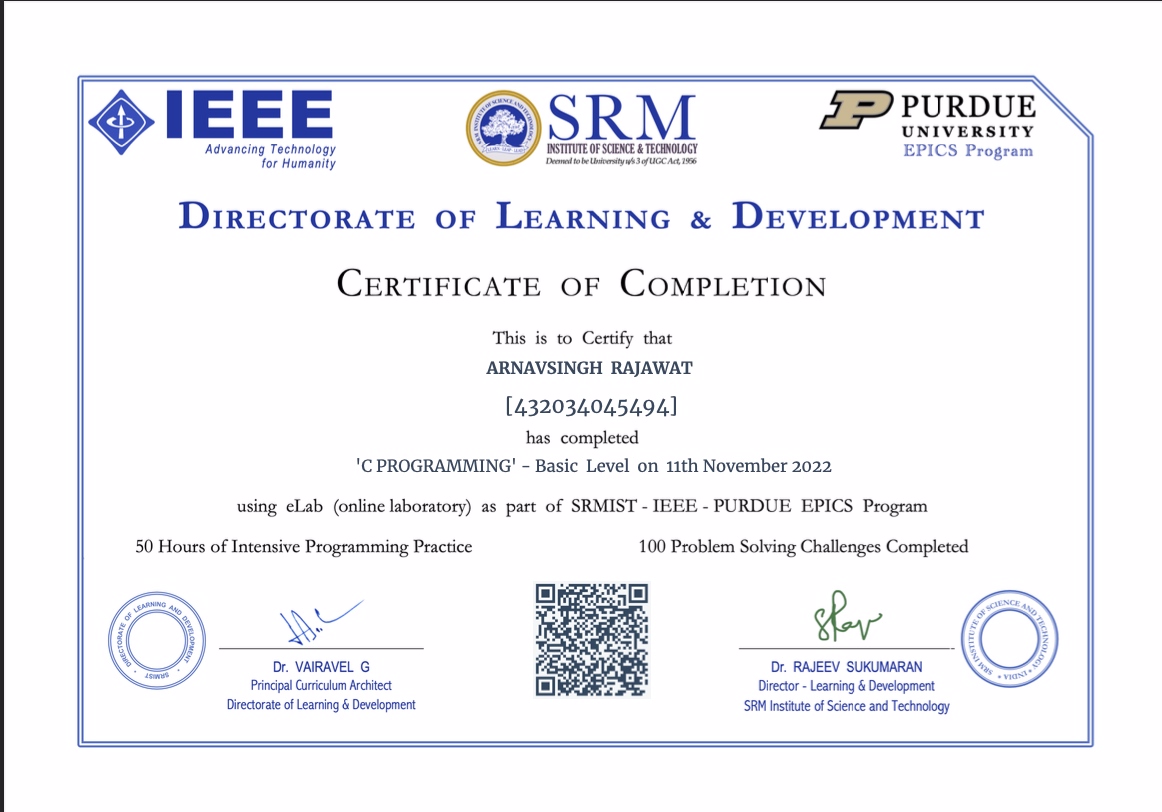 IEEE
Advancing Technology
for Humanity
SRM
INSTITUTE OF SCIENCE & TECHNOLOGY
Deemed to be University u/s 3 of UGC Act, 1956
PURDUE
UNIVERSITY
EPICS Program
DIRECTORATE OF LEARNING & DEVELOPMENT
CERTIFICATE OF COMPLETION
This is to Certify that
ARNAVSINGH RAJAWAT
[432034045494]
has completed
'C PROGRAMMING' - Basic Level on 11th November 2022
using eLab (online laboratory) as part of SRMIST - IEEE - PURDUE EPICS Program
50 Hours of Intensive Programming Practice
100 Problem Solving Challenges Completed
DIRECTORATE OF LEARNING AND DEVELOPMENT
SRMIST
Dr. VAIRAVEL G
Principal Curriculum Architect
Directorate of Learning & Development
Dr. RAJEEV SUKUMARAN
Director - Learning & Development
SRM Institute of Science and Technology
SRM INSTITUTE OF SCIENCE AND TECHNOLOGY
INDIA